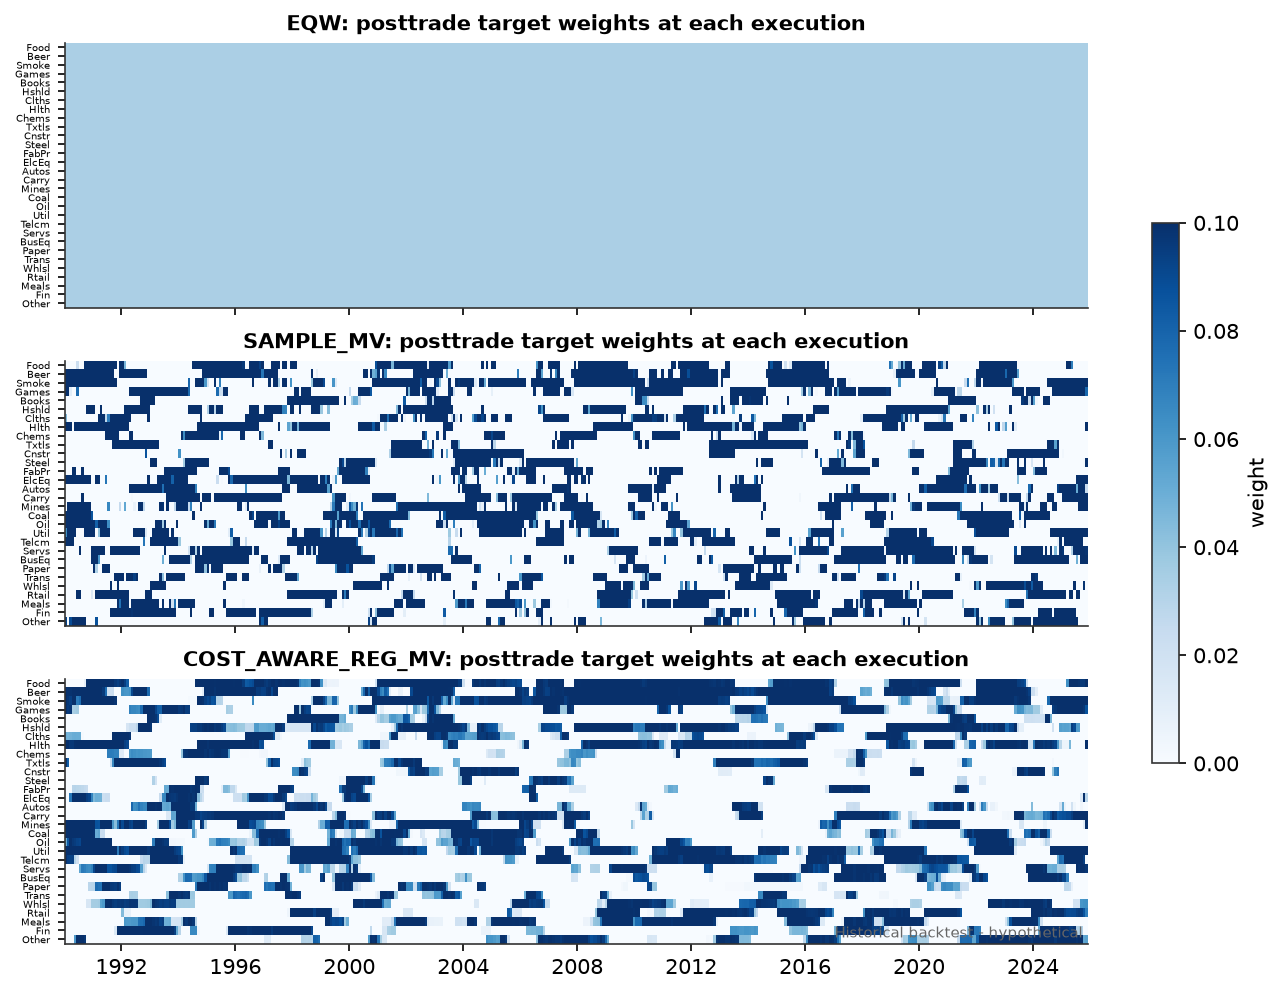 EQW: posttrade target weights at each execution
Food
Beer
Smoke
Games
Books
Hshld
Clths
Hlth
Chems
Txtls
Cnstr
Steel
FabPr
ElcEq
Autos
Carry
Mines
Coal
Oil
Util
Telcm
Servs
BusEq
Paper
Trans
Whlsl
Rtail
Meals
Fin
Other
SAMPLE_MV: posttrade target weights at each execution
Food
Beer
Smoke
Games
Books
Hshld
Clths
Hlth
Chems
Txtls
Cnstr
Steel
FabPr
ElcEq
Autos
Carry
Mines
Coal
Oil
Util
Telcm
Servs
BusEq
Paper
Trans
Whlsl
Rtail
Meals
Fin
Other
COST_AWARE_REG_MV: posttrade target weights at each execution
Food
Beer
Smoke
Games
Books
Hshld
Clths
Hlth
Chems
Txtls
Cnstr
Steel
FabPr
ElcEq
Autos
Carry
Mines
Coal
Oil
Util
Telcm
Servs
BusEq
Paper
Trans
Whlsl
Rtail
Meals
Fin
Other
Historical backtest - hypothetical
1992 1996 2000 2004 2008 2012 2016 2020 2024
0.10
0.08
0.06
0.04
0.02
0.00
weight